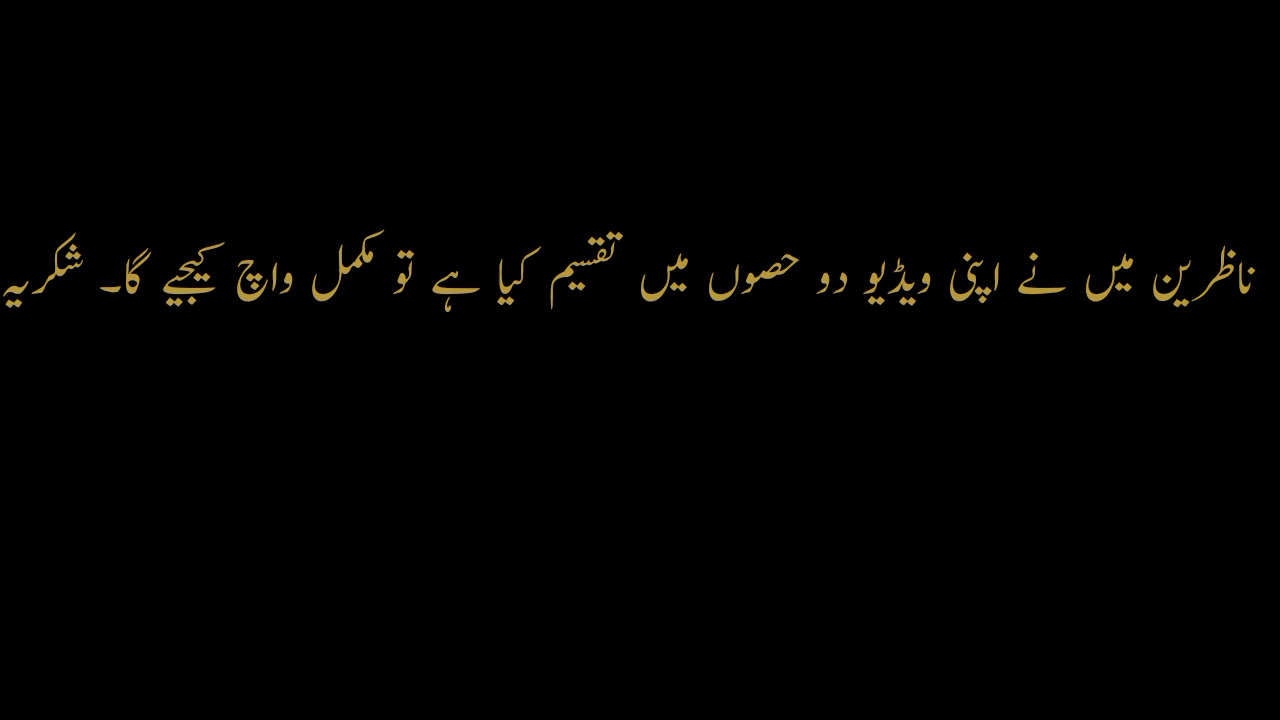 ناظرین میں نے اپنی ویڈیو دو حصوں میں تقسیم کیا ہے تو مکمل واچ کیجیے گا۔ شکریہ